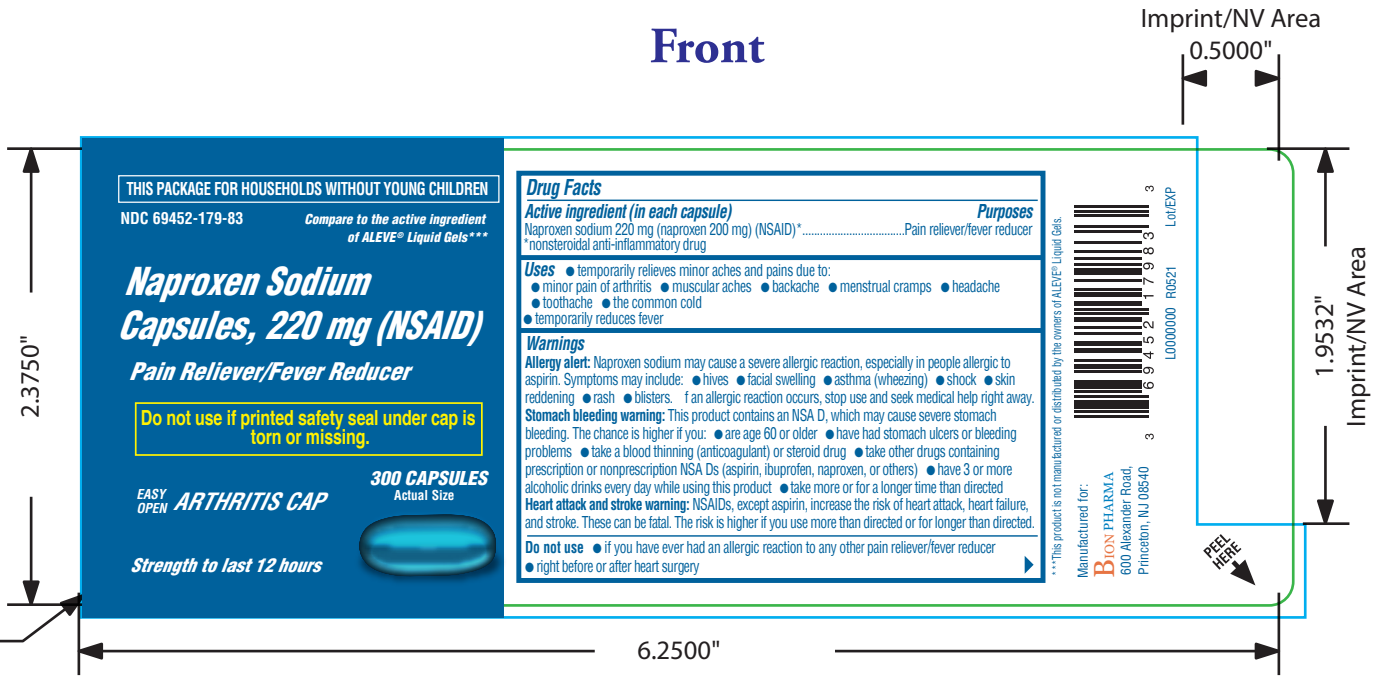 Front
Imprint/NV Area
0.5000"
2.3750"
THIS PACKAGE FOR HOUSEHOLDS WITHOUT YOUNG CHILDREN
NDC 69452-179-83
Compare to the active ingredient
of ALEVE® Liquid Gels***
Naproxen Sodium
Capsules, 220 mg (NSAID)
Pain Reliever/Fever Reducer
Do not use if printed safety seal under cap is
torn or missing.
300 CAPSULES
Actual Size
EASY
OPEN
ARTHRITIS CAP
Strength to last 12 hours
Drug Facts
Active ingredient (in each capsule) Purposes
Naproxen sodium 220 mg (naproxen 200 mg) (NSAID)*..................................Pain reliever/fever reducer
*nonsteroidal anti-inflammatory drug
Uses ● temporarily relieves minor aches and pains due to:
● minor pain of arthritis ● muscular aches ● backache ● menstrual cramps ● headache
● toothache ● the common cold
● temporarily reduces fever
Warnings
Allergy alert: Naproxen sodium may cause a severe allergic reaction, especially in people allergic to
aspirin. Symptoms may include: ● hives ● facial swelling ● asthma (wheezing) ● shock ● skin
reddening ● rash ● blisters. f an allergic reaction occurs, stop use and seek medical help right away.
Stomach bleeding warning: This product contains an NSA D, which may cause severe stomach
bleeding. The chance is higher if you: ● are age 60 or older ● have had stomach ulcers or bleeding
problems ● take a blood thinning (anticoagulant) or steroid drug ● take other drugs containing
prescription or nonprescription NSA Ds (aspirin, ibuprofen, naproxen, or others) ● have 3 or more
alcoholic drinks every day while using this product ● take more or for a longer time than directed
Heart attack and stroke warning: NSAIDs, except aspirin, increase the risk of heart attack, heart failure,
and stroke. These can be fatal. The risk is higher if you use more than directed or for longer than directed.
Do not use ● if you have ever had an allergic reaction to any other pain reliever/fever reducer
● right before or after heart surgery
***This product is not manufactured or distributed by the owners of ALEVE® Liquid Gels.
Manufactured for:
BION PHARMA
600 Alexander Road,
Princeton, NJ 08540
3 69452 17983 3
L0000000 R0521
Lot/EXP
PEEL
HERE
1.9532"
Imprint/NV Area
6.2500"